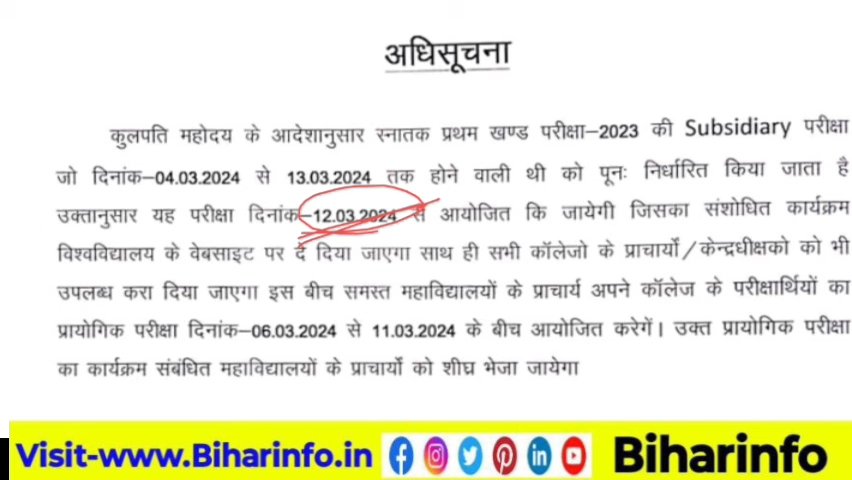 अधिसूचना
कुलपति महोदय के आदेशानुसार स्नातक प्रथम खण्ड परीक्षा-2023 की Subsidiary परीक्षा
जो दिनांक-04.03.2024 से 13.03.2024 तक होने वाली थी को पूनः निर्धारित किया जाता है
उक्तानुसार यह परीक्षा दिनांक-12.03.2024 से आयोजित कि जायेगी जिसका संशोधित कार्यक्रम
विश्वविद्यालय के वेबसाइट पर दे दिया जाएगा साथ ही सभी कॉलेजो के प्राचार्यो/केन्द्रधीक्षको को भी
उपलब्ध करा दिया जाएगा इस बीच समस्त महाविद्यालयों के प्राचार्य अपने कॉलेज के परीक्षार्थियों का
प्रायोगिक परीक्षा दिनांक-06.03.2024 से 11.03.2024 के बीच आयोजित करेगें। उक्त प्रायोगिक परीक्षा
का कार्यक्रम संबंधित महाविद्यालयों के प्राचार्यो को शीघ्र भेजा जायेगा
Visit-www.Biharinfo.in Biharinfo